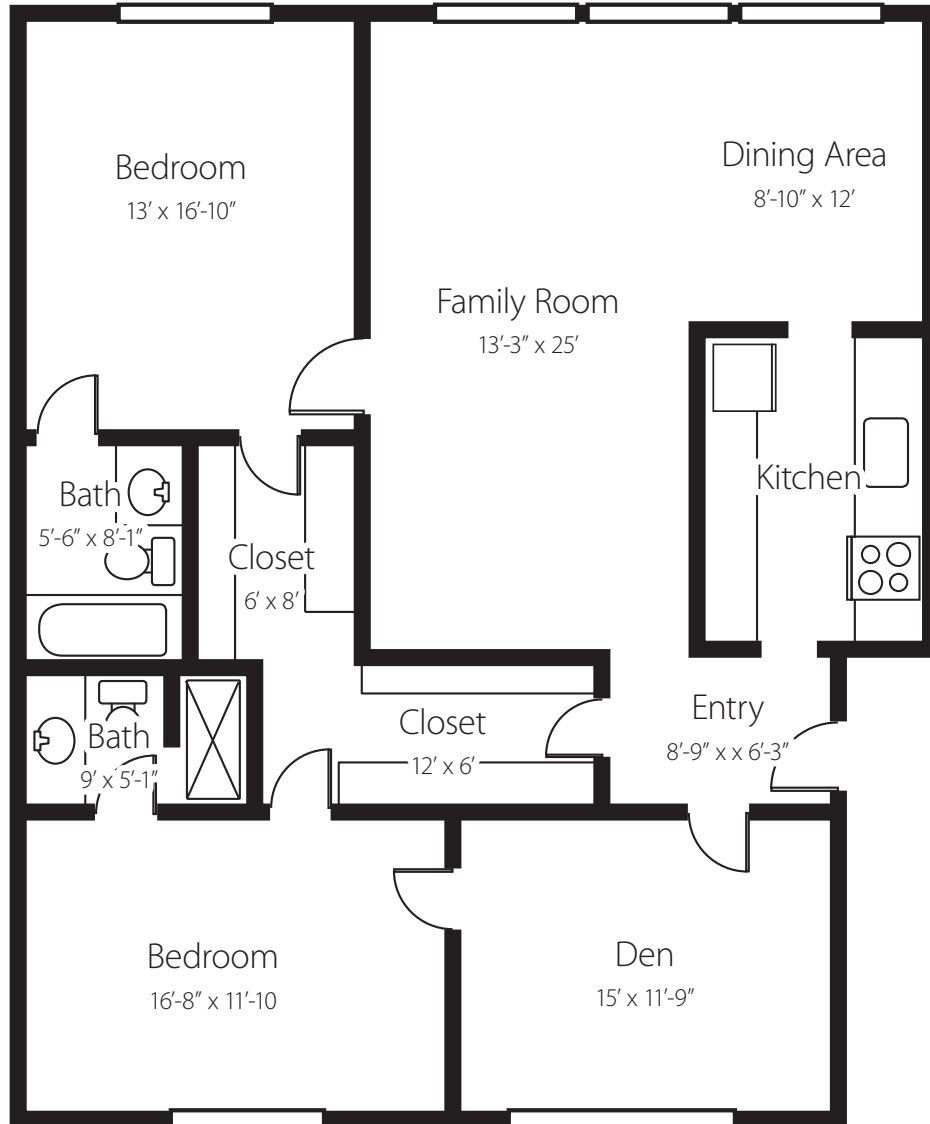 Bedroom
13’ x 16’-10”
Dining Area
8’-10” x 12’
Family Room
13’-3” x 25’
Kitchen
Bath
5’-6” x 8’-1”
Closet
6’ x 8’
Bath
9’ x 5’-1”
Closet
12’ x 6’
Entry
8’-9” x x 6’-3”
Bedroom
16’-8” x 11’-10
Den
15’ x 11’-9”